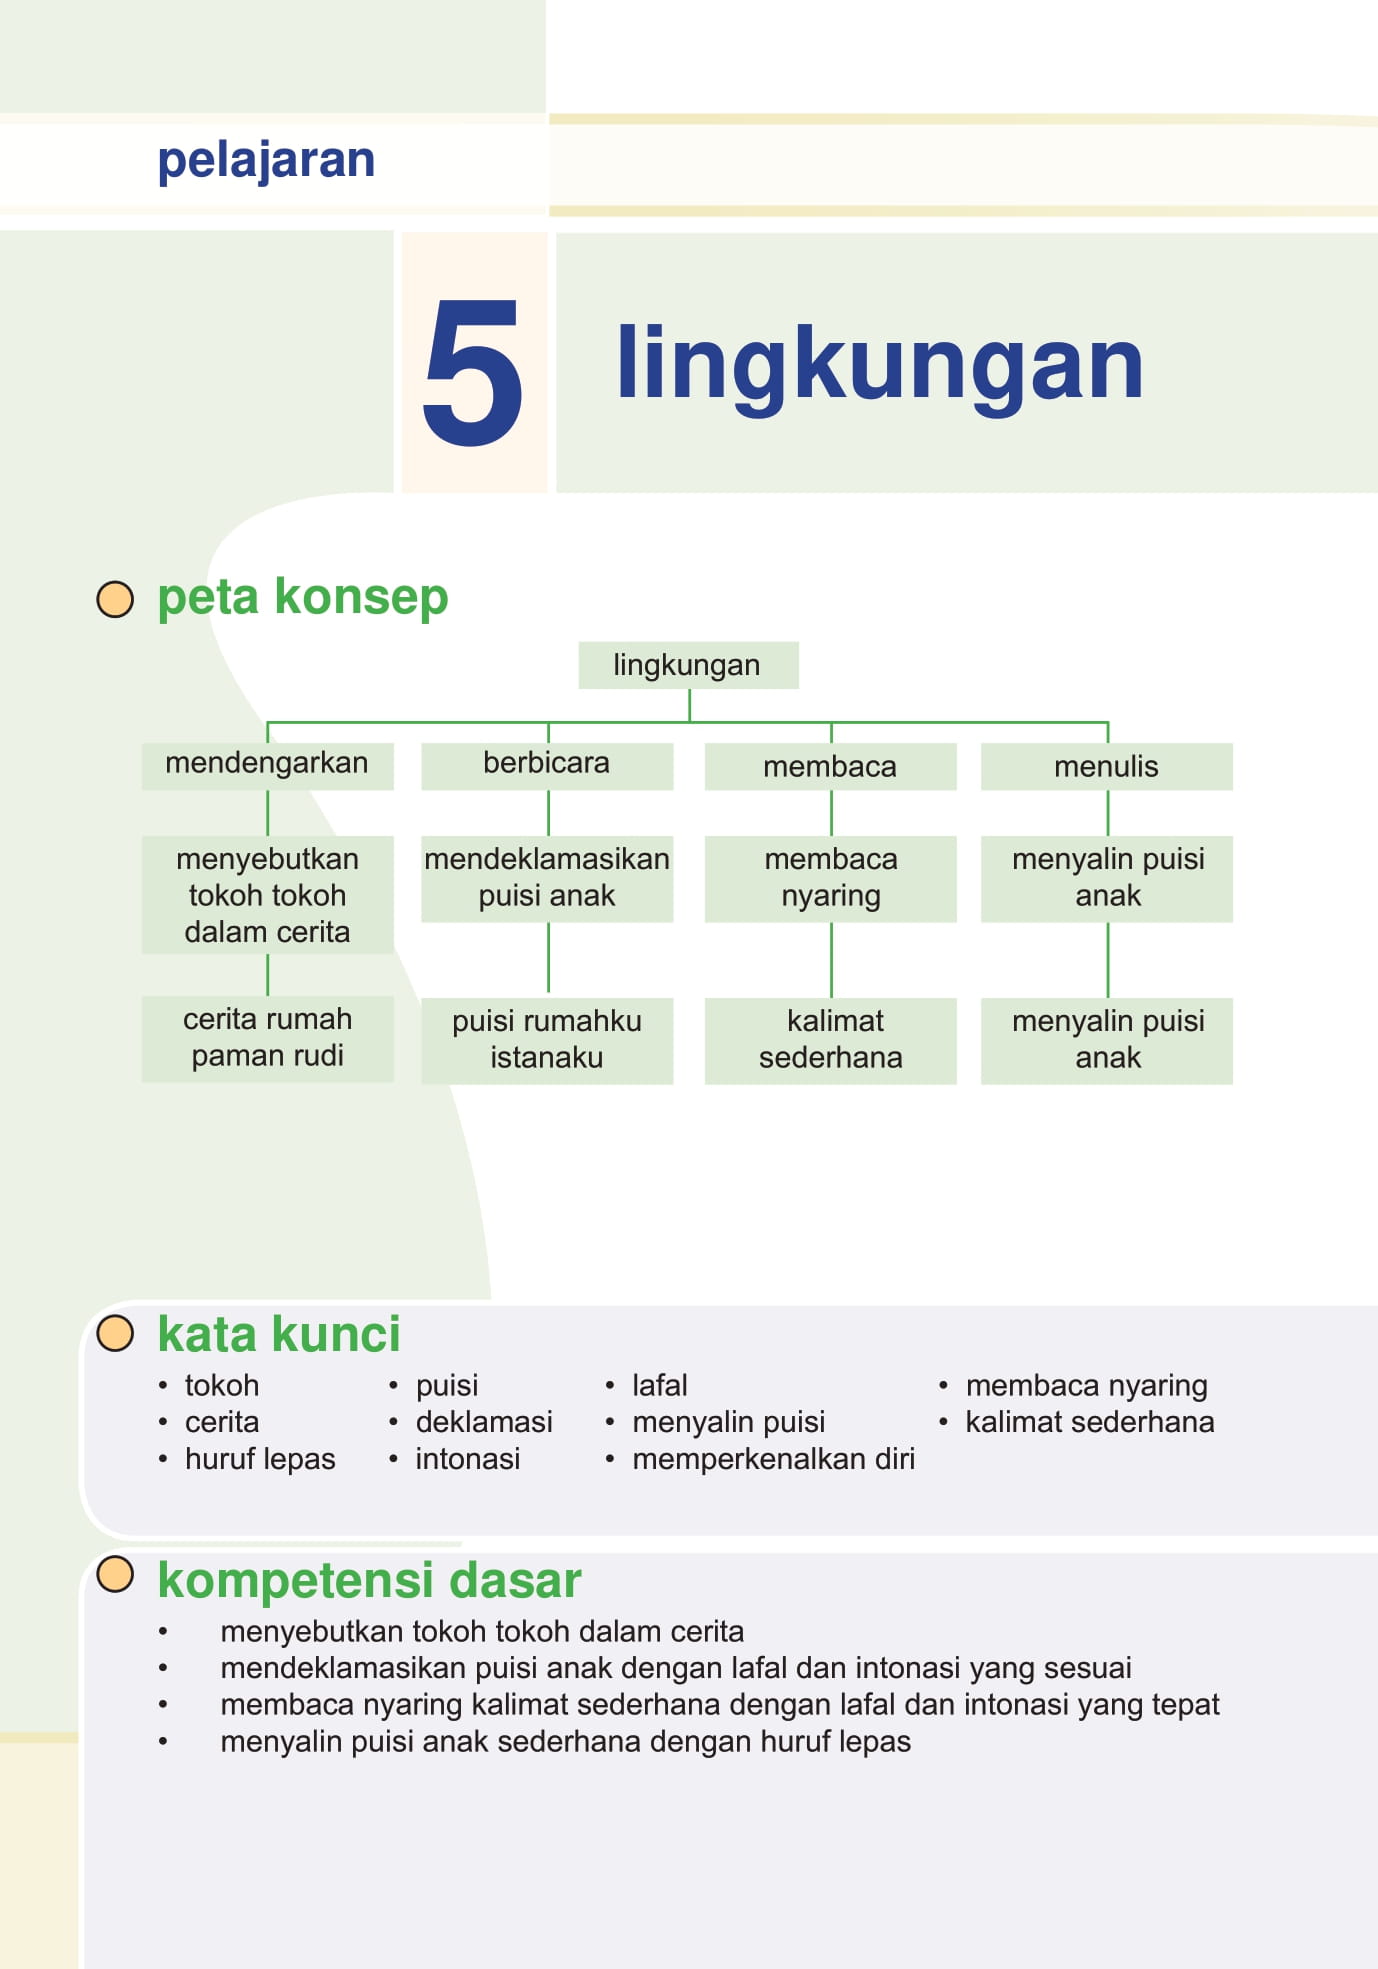 pelajaran
5
lingkungan
peta konsep
lingkungan
mendengarkan
berbicara
membaca
menulis
menyebutkan
tokoh tokoh
dalam cerita
mendeklamasikan
puisi anak
membaca
nyaring
menyalin puisi
anak
cerita rumah
paman rudi
puisi rumahku
istanaku
kalimat
sederhana
menyalin puisi
anak
kata kunci
• tokoh
• cerita
• huruf lepas
• puisi
• deklamasi
• intonasi
• lafal
• menyalin puisi
• memperkenalkan diri
• membaca nyaring
• kalimat sederhana
kompetensi dasar
• menyebutkan tokoh tokoh dalam cerita
• mendeklamasikan puisi anak dengan lafal dan intonasi yang sesuai
• membaca nyaring kalimat sederhana dengan lafal dan intonasi yang tepat
• menyalin puisi anak sederhana dengan huruf lepas